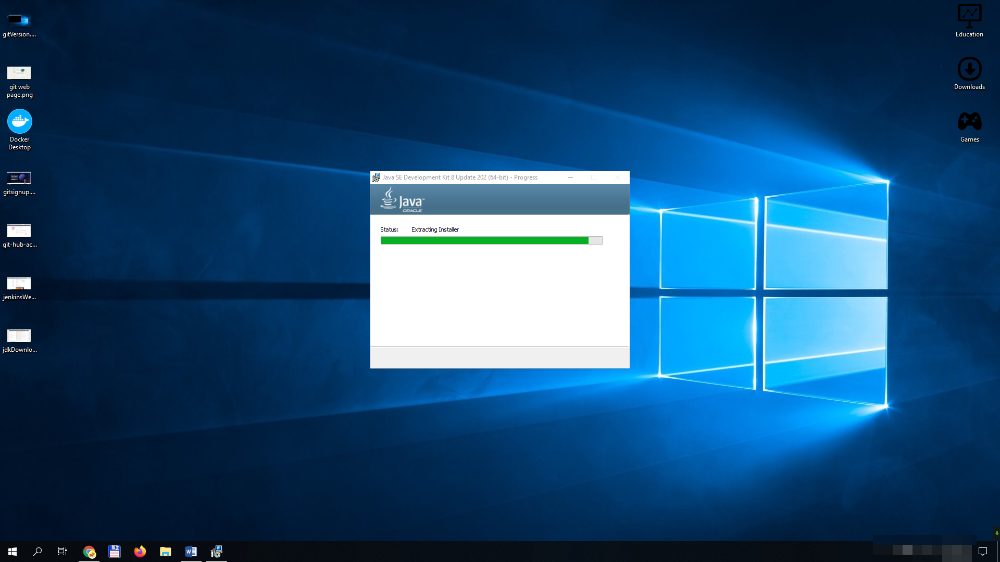 gitVersion....
git web
page.png
Docker
Desktop
gitsignup....
git-hub-ac...
jenkinsWe...
jdkDownlo...
Java SE Development Kit 8 Update 202 (64-bit) - Progress
Java™
ORACLE
Status: Extracting Installer
Education
Downloads
Games